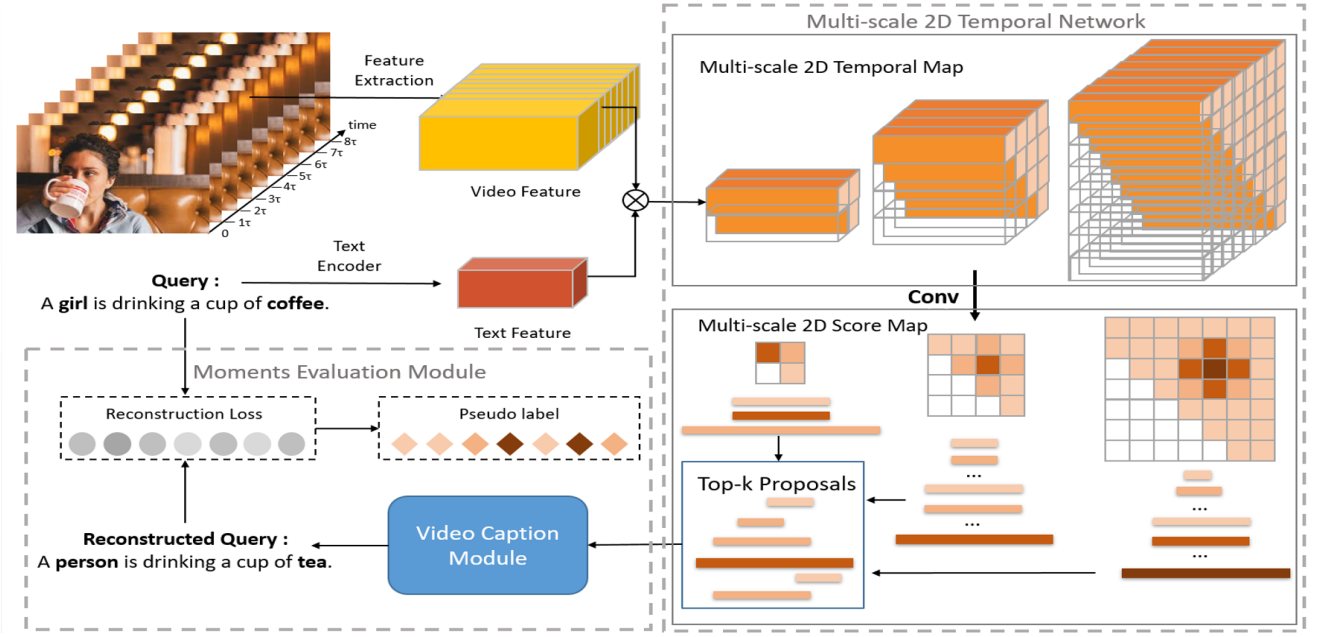 Multi-scale 2D Temporal Network
Feature
Extraction
Multi-scale 2D Temporal Map
time
8τ
7τ
6τ
5τ
4τ
3τ
2τ
1τ
0
Video Feature
Text
Encoder
Query :
A girl is drinking a cup of coffee.
Text Feature
Conv
Multi-scale 2D Score Map
Moments Evaluation Module
Reconstruction Loss
Pseudo label
...
...
...
...
Top-k Proposals
Video Caption
Module
Reconstructed Query :
A person is drinking a cup of tea.